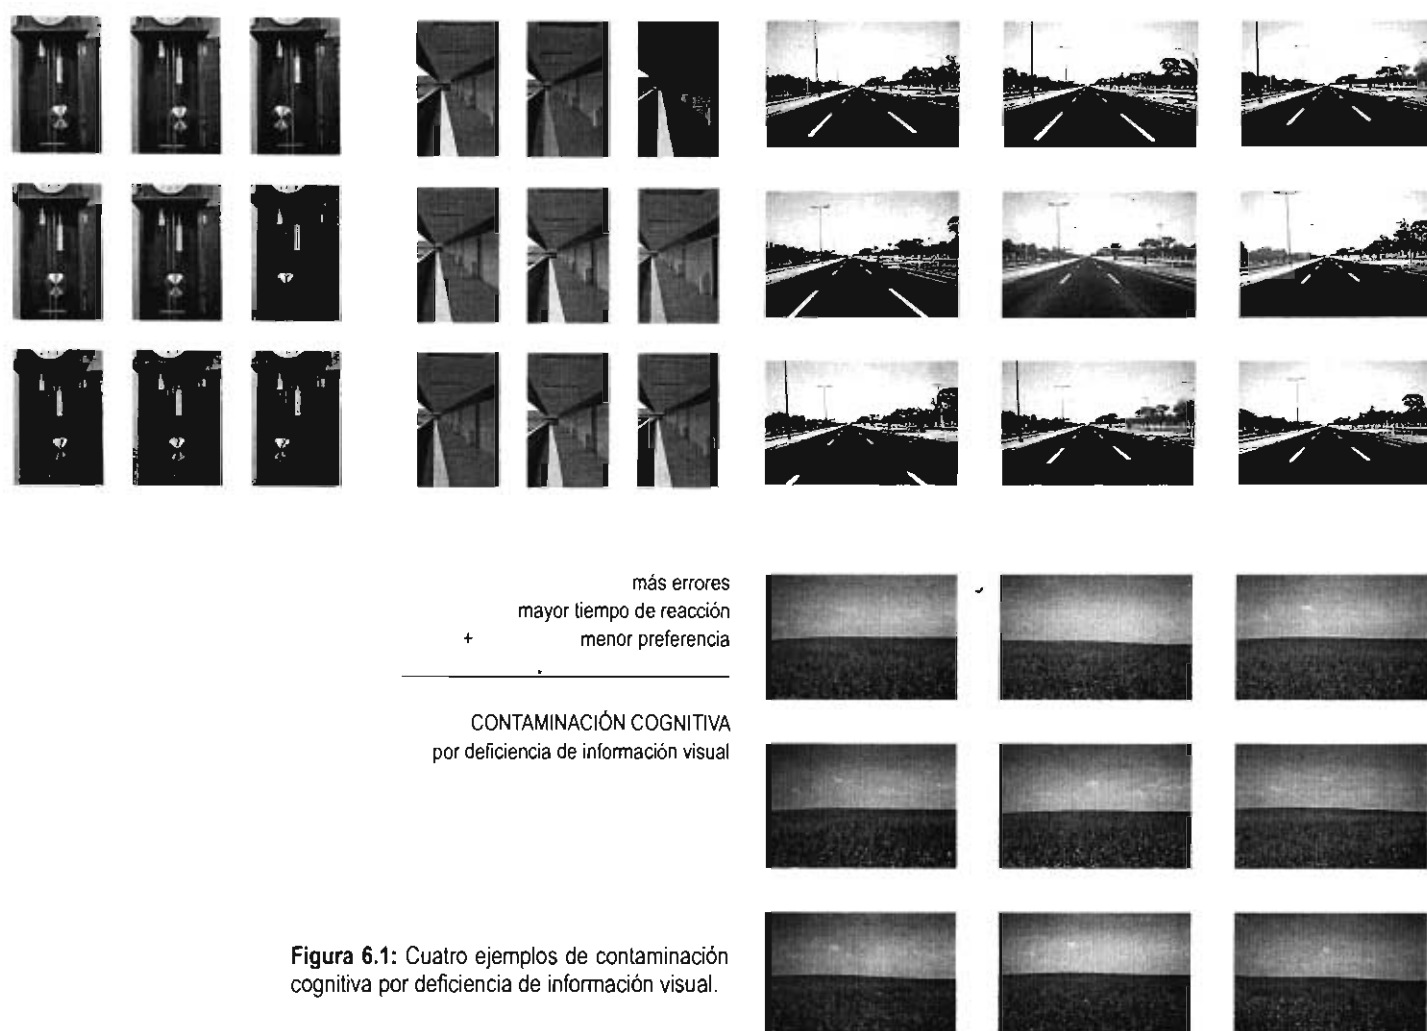 más errores
mayor tiempo de reacción
+ menor preferencia
CONTAMINACIÓN COGNITIVA
por deficiencia de información visual
Figura 6.1: Cuatro ejemplos de contaminación
cognitiva por deficiencia de información visual.